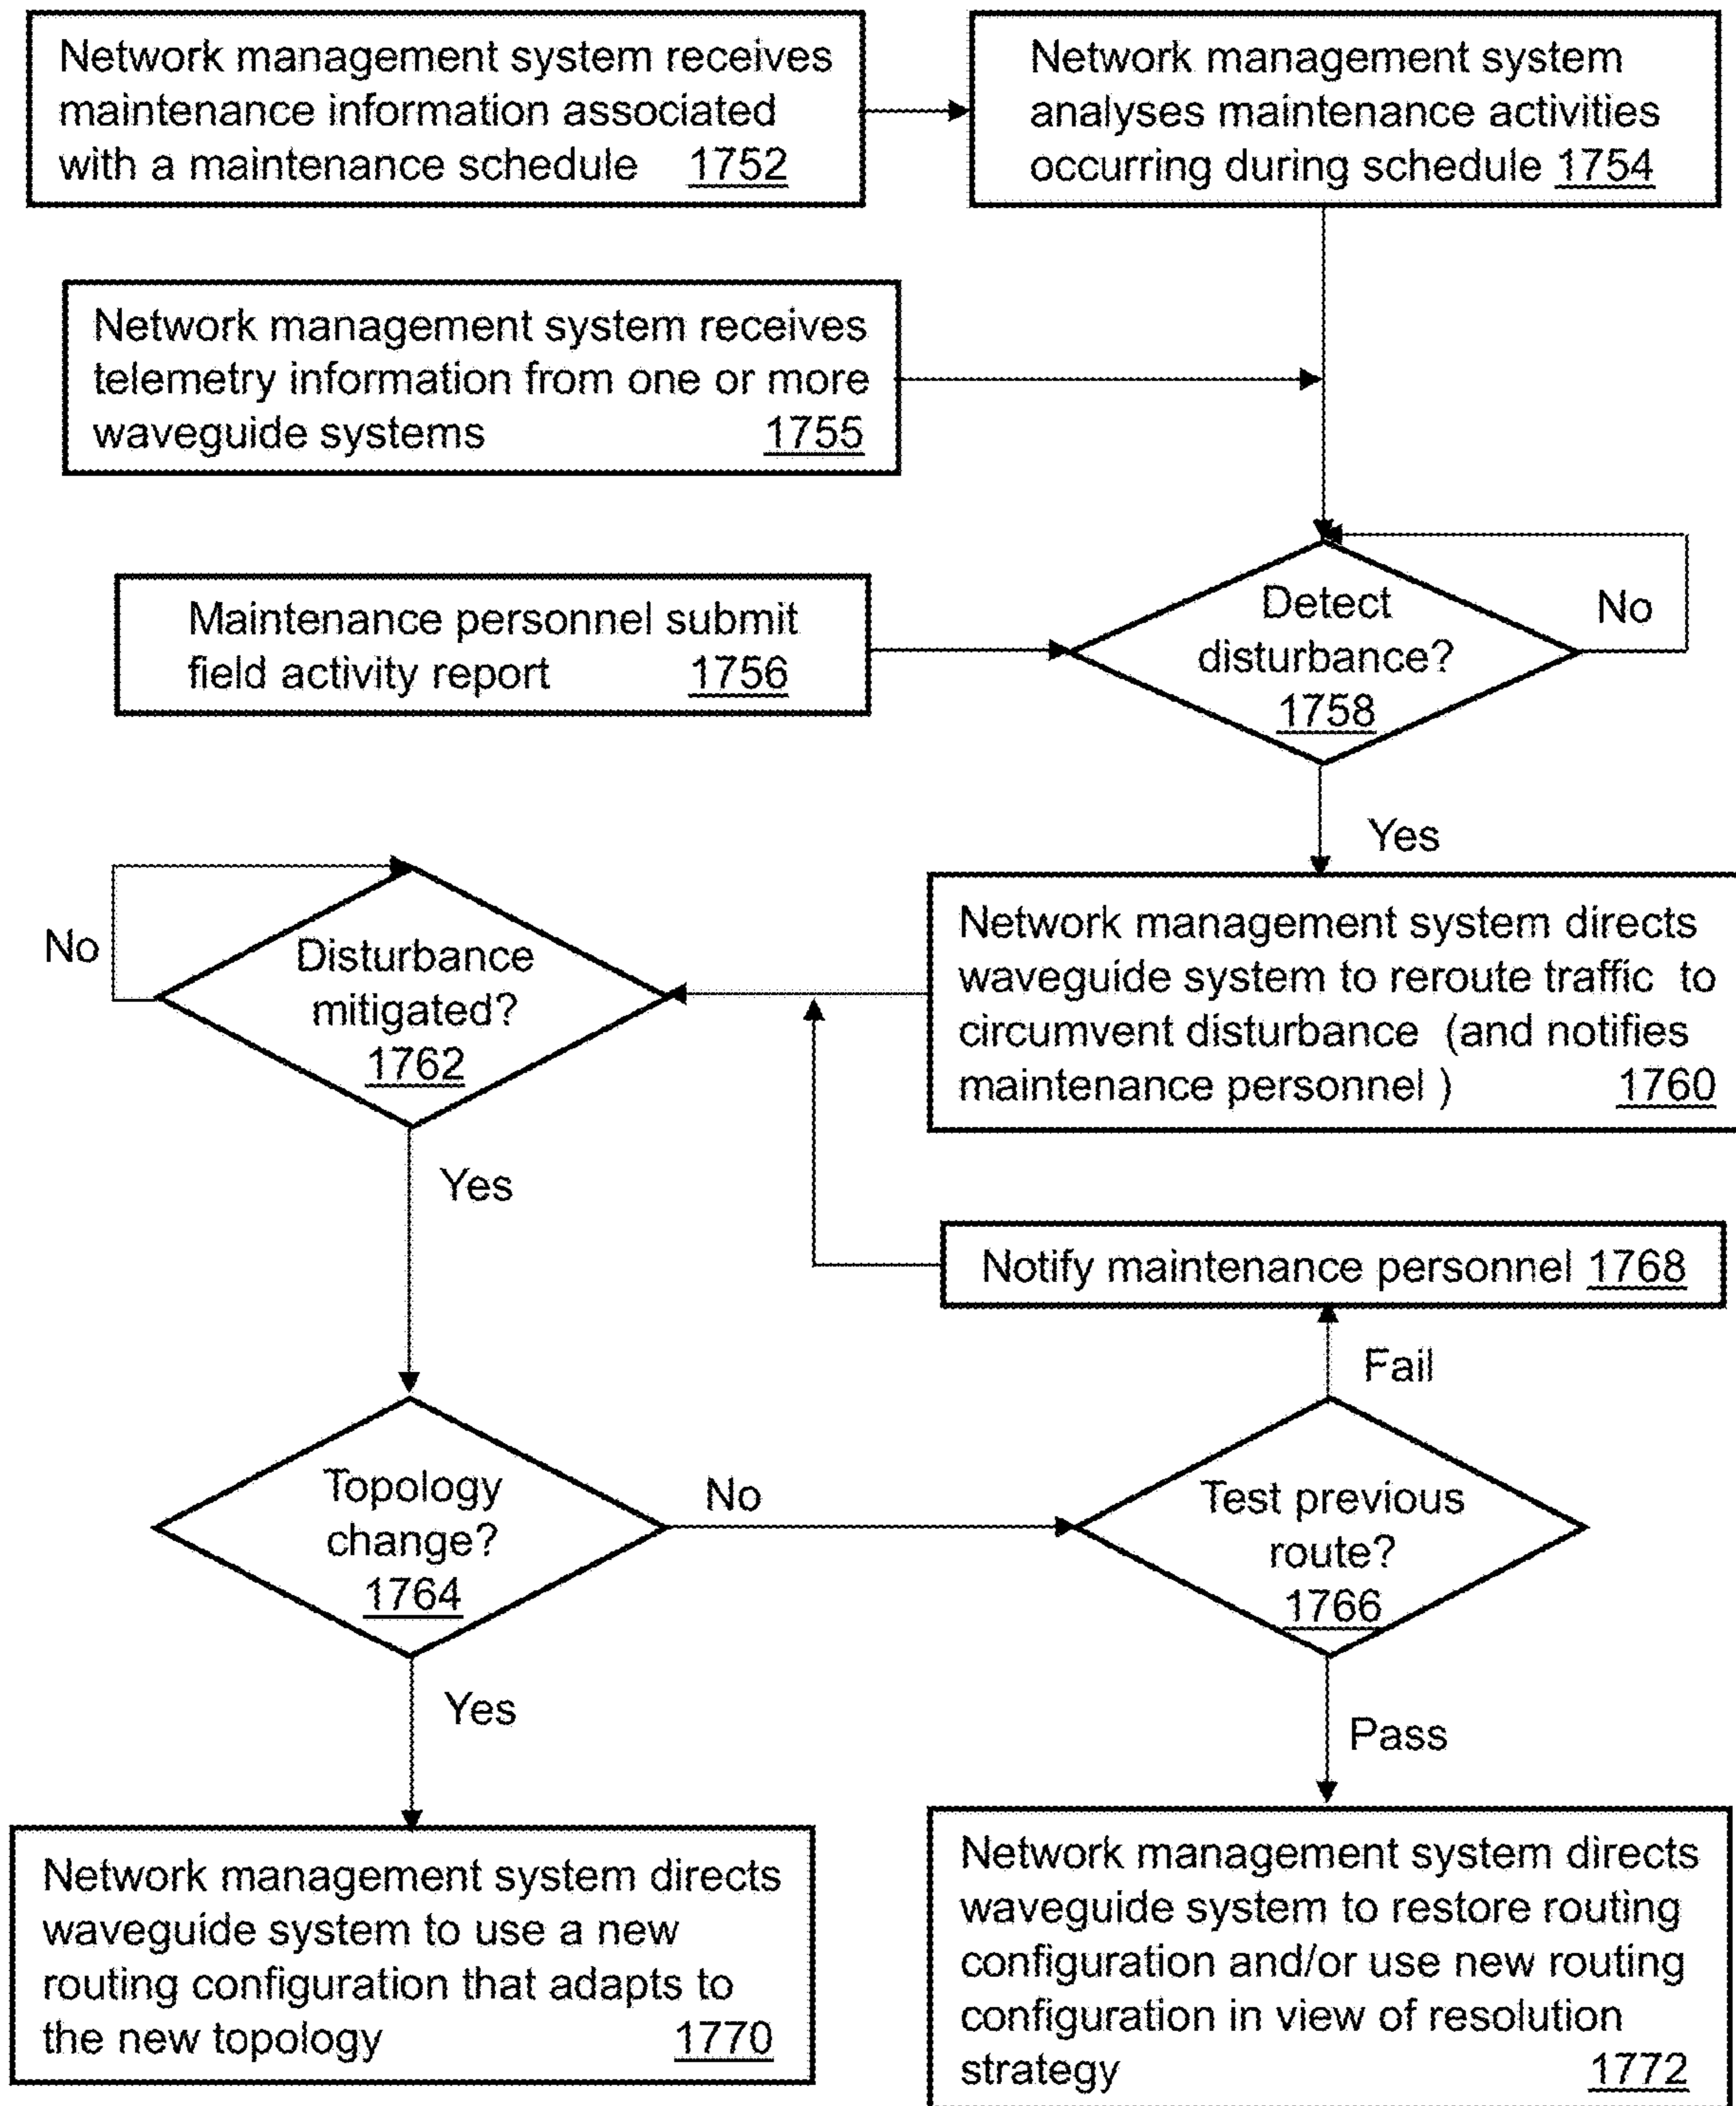 Network management system receives
maintenance information associated
with a maintenance schedule 1752
Network management system
analyses maintenance activities
occurring during schedule 1754
Network management system receives
telemetry information from one or more
waveguide systems 1755
Maintenance personnel submit
field activity report 1756
Detect
disturbance?
1758
No
Yes
Network management system directs
waveguide system to reroute traffic to
circumvent disturbance (and notifies
maintenance personnel ) 1760
Disturbance
mitigated?
1762
No
Yes
Notify maintenance personnel 1768
Fail
Topology
change?
1764
No
Test previous
route?
1766
Yes
Pass
Network management system directs
waveguide system to use a new
routing configuration that adapts to
the new topology 1770
Network management system directs
waveguide system to restore routing
configuration and/or use new routing
configuration in view of resolution
strategy 1772